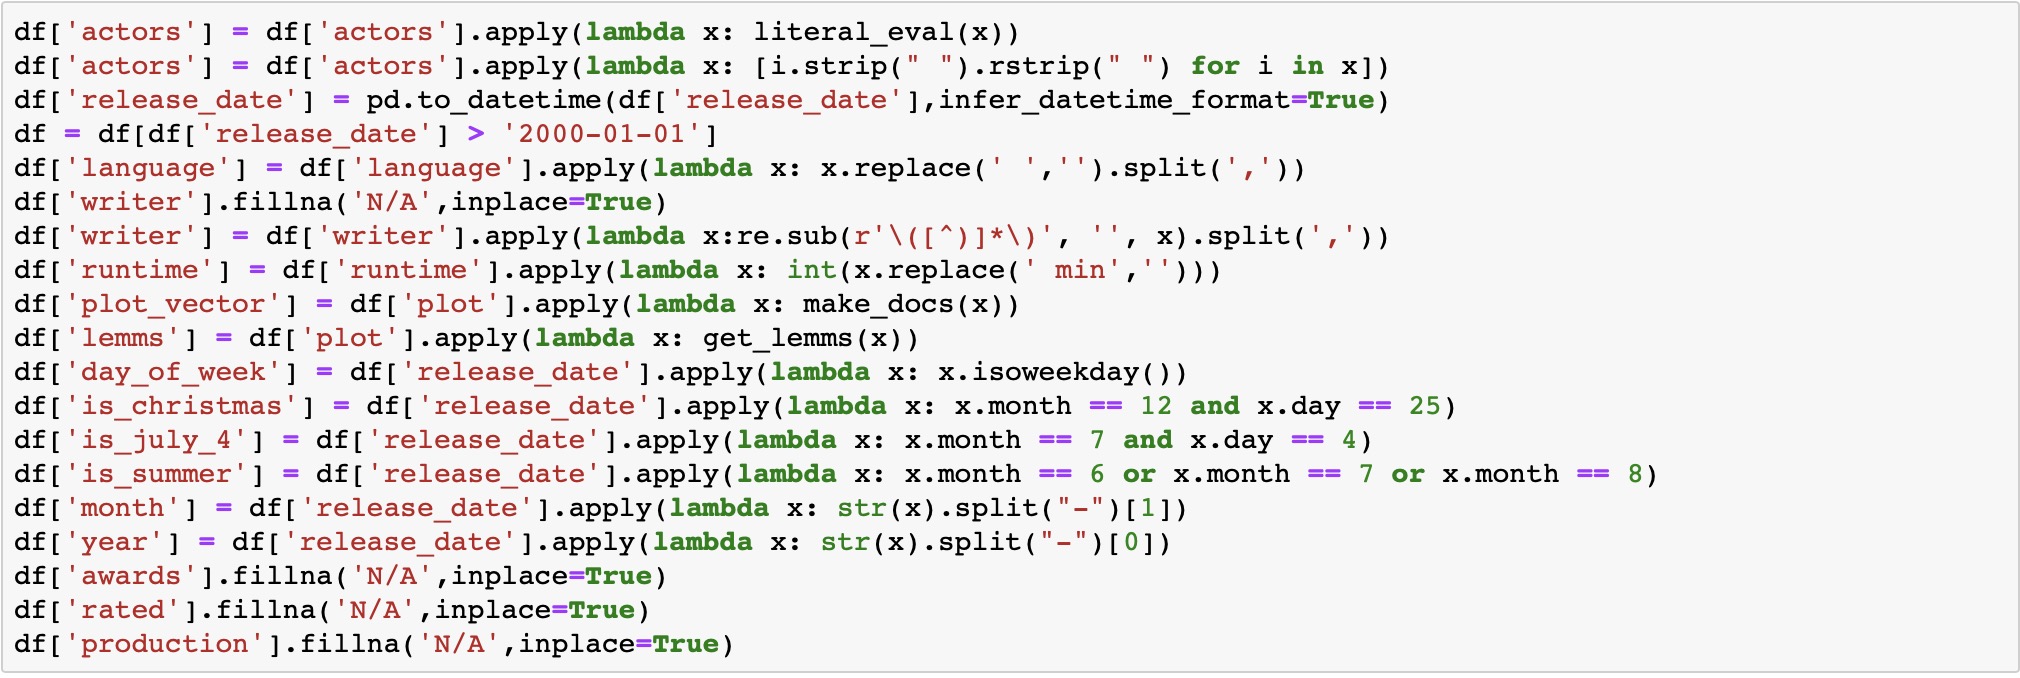 df['actors'] = df['actors'].apply(lambda x: literal_eval(x))
df['actors'] = df['actors'].apply(lambda x: [i.strip(" ").rstrip(" ") for i in x])
df['release_date'] = pd.to_datetime(df['release_date'],infer_datetime_format=True)
df = df[df['release_date'] > '2000-01-01']
df['language'] = df['language'].apply(lambda x: x.replace(' ','').split(','))
df['writer'].fillna('N/A',inplace=True)
df['writer'] = df['writer'].apply(lambda x:re.sub(r'\([^)]*\)', '', x).split(','))
df['runtime'] = df['runtime'].apply(lambda x: int(x.replace(' min','')))
df['plot_vector'] = df['plot'].apply(lambda x: make_docs(x))
df['lemms'] = df['plot'].apply(lambda x: get_lemms(x))
df['day_of_week'] = df['release_date'].apply(lambda x: x.isoweekday())
df['is_christmas'] = df['release_date'].apply(lambda x: x.month == 12 and x.day == 25)
df['is_july_4'] = df['release_date'].apply(lambda x: x.month == 7 and x.day == 4)
df['is_summer'] = df['release_date'].apply(lambda x: x.month == 6 or x.month == 7 or x.month == 8)
df['month'] = df['release_date'].apply(lambda x: str(x).split("-")[1])
df['year'] = df['release_date'].apply(lambda x: str(x).split("-")[0])
df['awards'].fillna('N/A',inplace=True)
df['rated'].fillna('N/A',inplace=True)
df['production'].fillna('N/A',inplace=True)